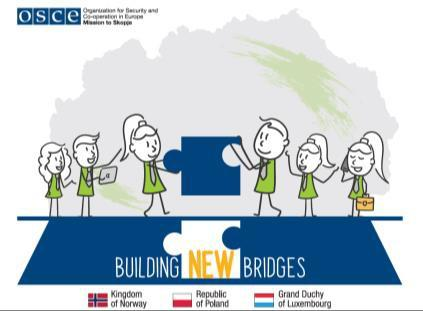 OSCE
Organization for Security and
Co-operation in Europe
Mission to Skopje
BUILDING NEW BRIDGES
Kingdom
of Norway
Republic
of Poland
Grand Duchy
of Luxembourg